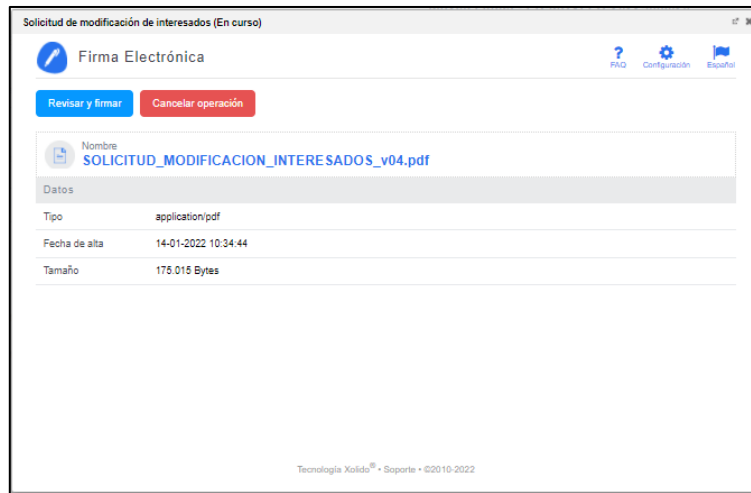 Solicitud de modificación de interesados (En curso)
Firma Electrónica
FAQ
Configuración
Español
Revisar y firmar
Cancelar operación
Nombre
SOLICITUD_MODIFICACION_INTERESADOS_v04.pdf
Datos
Tipo application/pdf
Fecha de alta 14-01-2022 10:34:44
Tamaño 175.015 Bytes
Tecnología Xolido® • Soporte • ©2010-2022